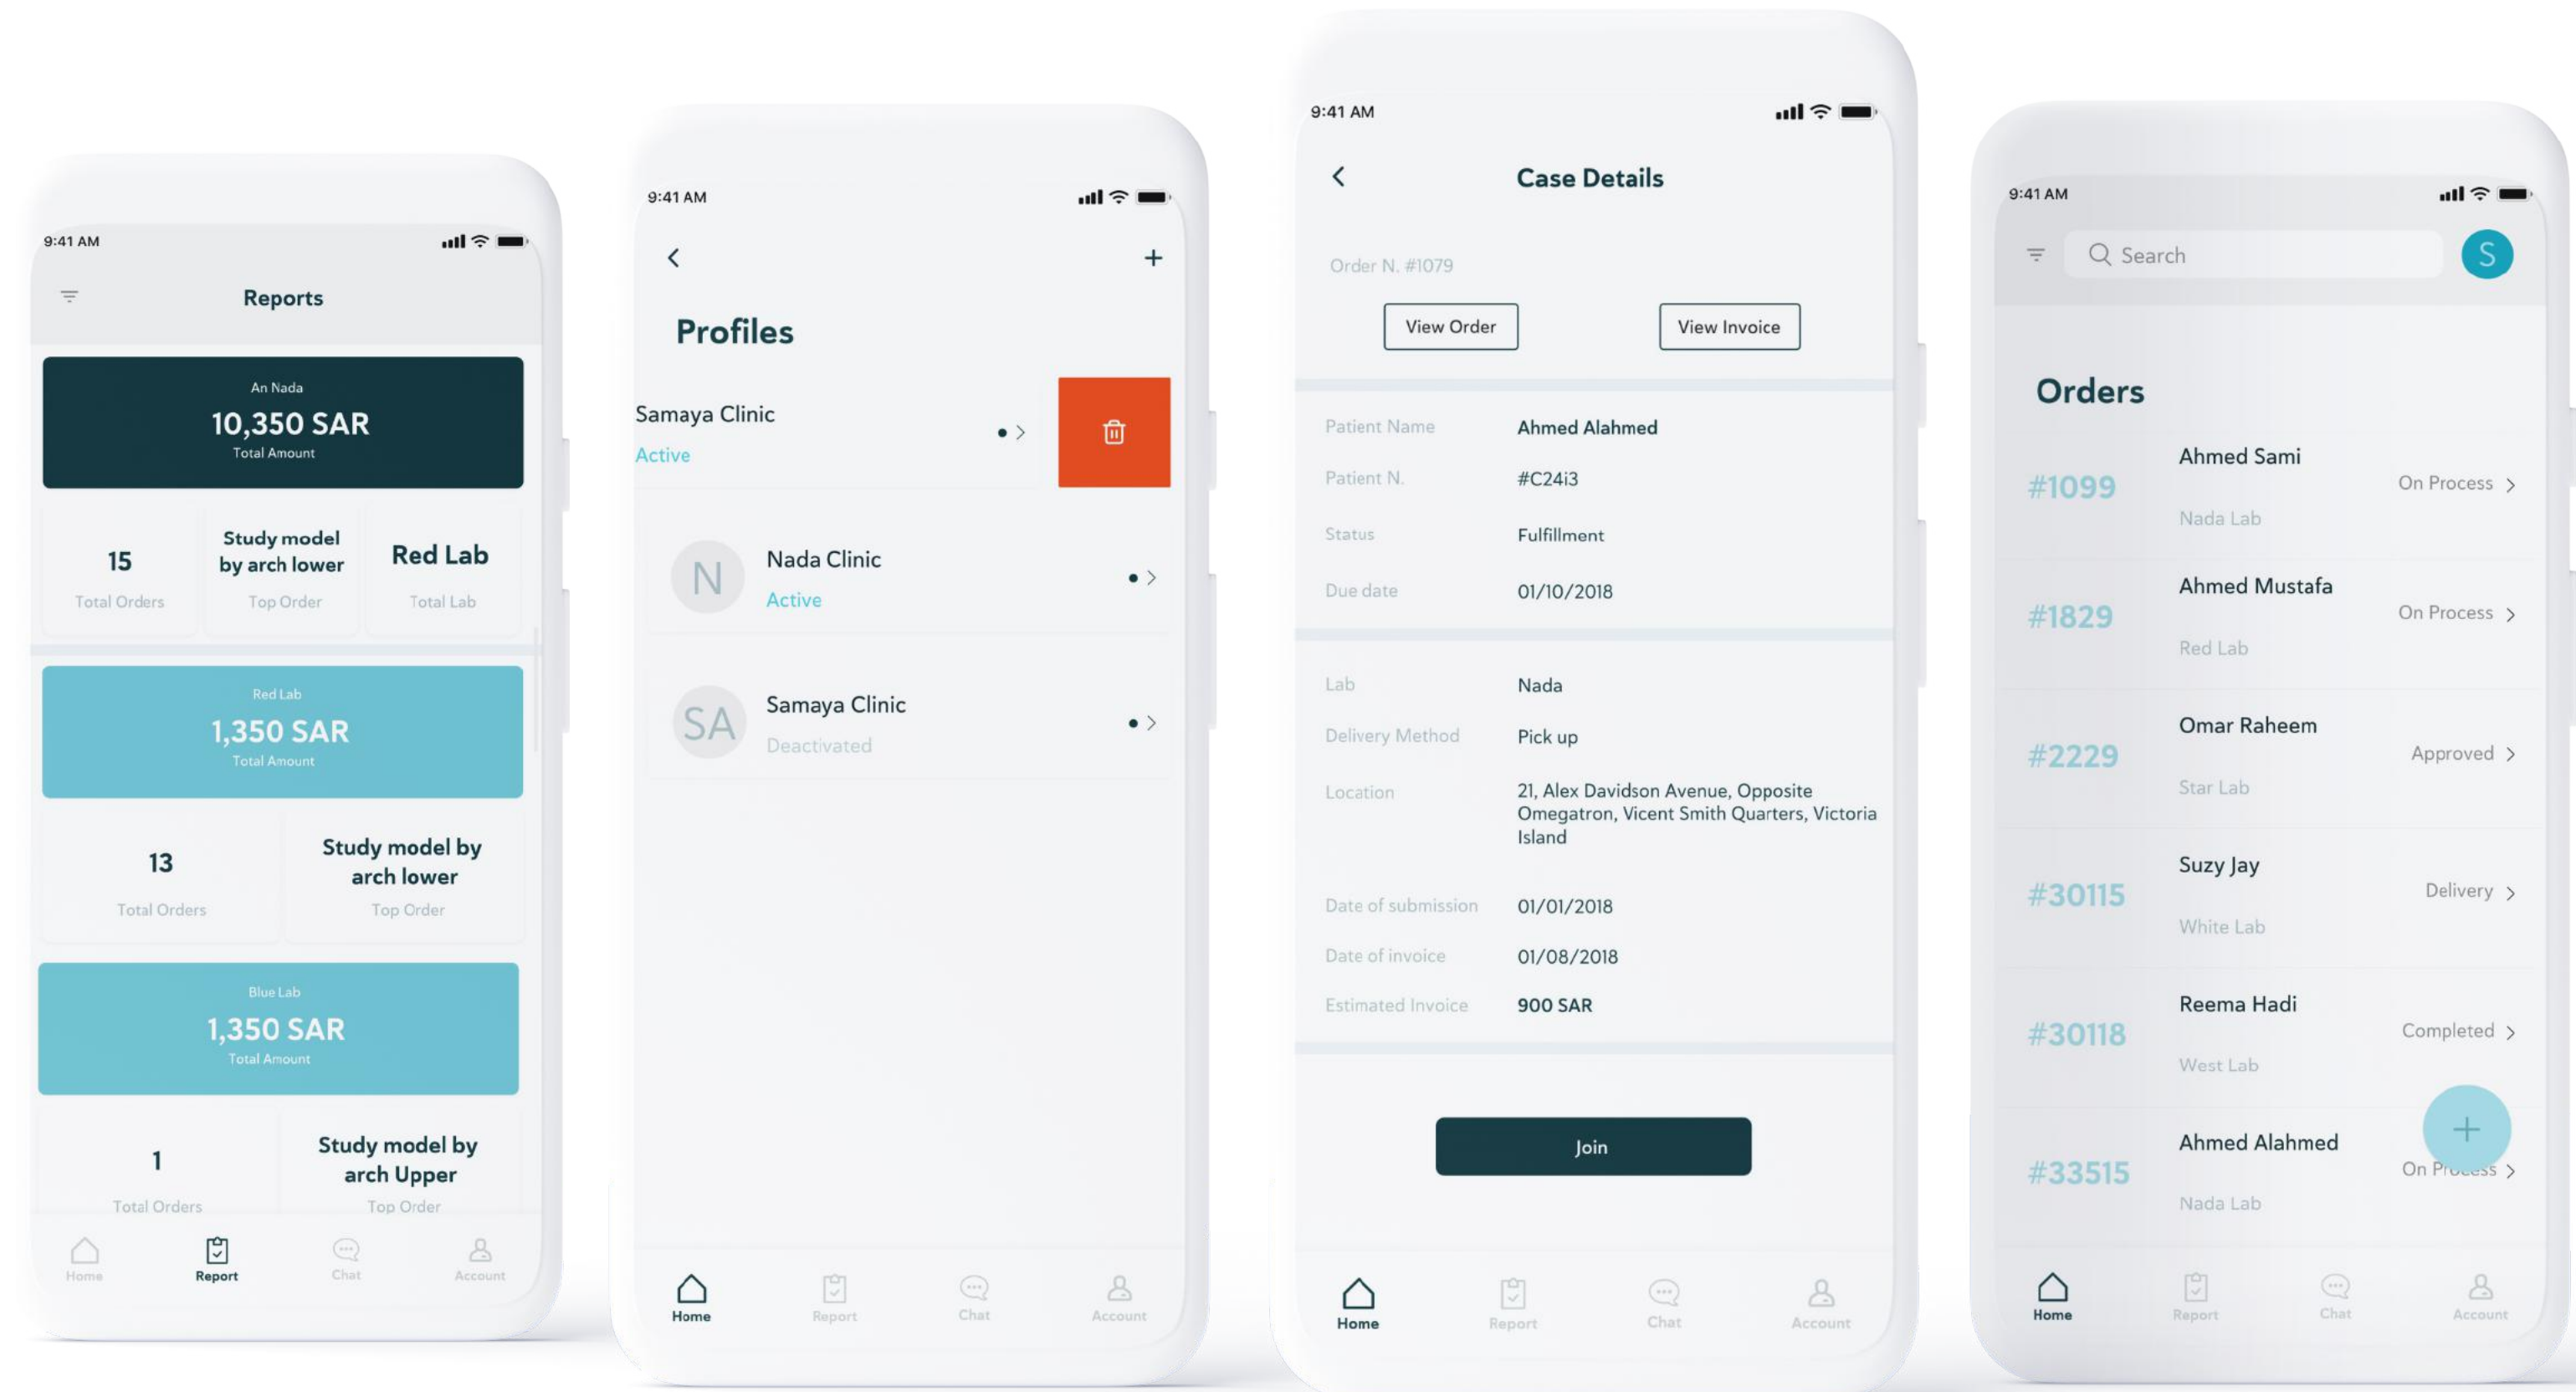 9:41 AM
Reports
An Nada
10,350 SAR
Total Amount
15
Total Orders
Study model
by arch lower
Top Order
Red Lab
Total Lab
Red Lab
1,350 SAR
Total Amount
13
Total Orders
Study model by
arch lower
Top Order
Blue Lab
1,350 SAR
Total Amount
1
Total Orders
Study model by
arch Upper
Top Order
Home
Report
Chat
Account
9:41 AM
+
Profiles
Samaya Clinic
Active
N
Nada Clinic
Active
SA
Samaya Clinic
Deactivated
Home
Report
Chat
Account
9:41 AM
Case Details
Order N. #1079
View Order
View Invoice
Patient Name Ahmed Alahmed
Patient N. #C24i3
Status Fulfillment
Due date 01/10/2018
Lab Nada
Delivery Method Pick up
Location 21, Alex Davidson Avenue, Opposite
Omegatron, Vicent Smith Quarters, Victoria
Island
Date of submission 01/01/2018
Date of invoice 01/08/2018
Estimated Invoice 900 SAR
Join
Home
Report
Chat
Account
9:41 AM
Search
S
Orders
#1099
Ahmed Sami
Nada Lab
On Process
#1829
Ahmed Mustafa
Red Lab
On Process
#2229
Omar Raheem
Star Lab
Approved
#30115
Suzy Jay
White Lab
Delivery
#30118
Reema Hadi
West Lab
Completed
+
#33515
Ahmed Alahmed
Nada Lab
On Process
Home
Report
Chat
Account